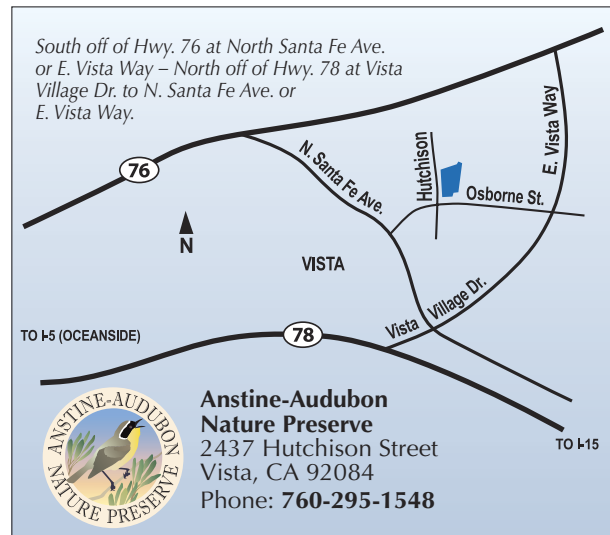 South off of Hwy. 76 at North Santa Fe Ave.
or E. Vista Way – North off of Hwy. 78 at Vista
Village Dr. to N. Santa Fe Ave. or
E. Vista Way.
76
N. Santa Fe Ave.
Hutchison
E. Vista Way
Osborne St.
N
VISTA
Vista Village Dr.
TO I-5 (OCEANSIDE)
78
TO I-15
ANSTINE-AUDUBON
NATURE PRESERVE
Anstine-Audubon
Nature Preserve
2437 Hutchison Street
Vista, CA 92084
Phone: 760-295-1548